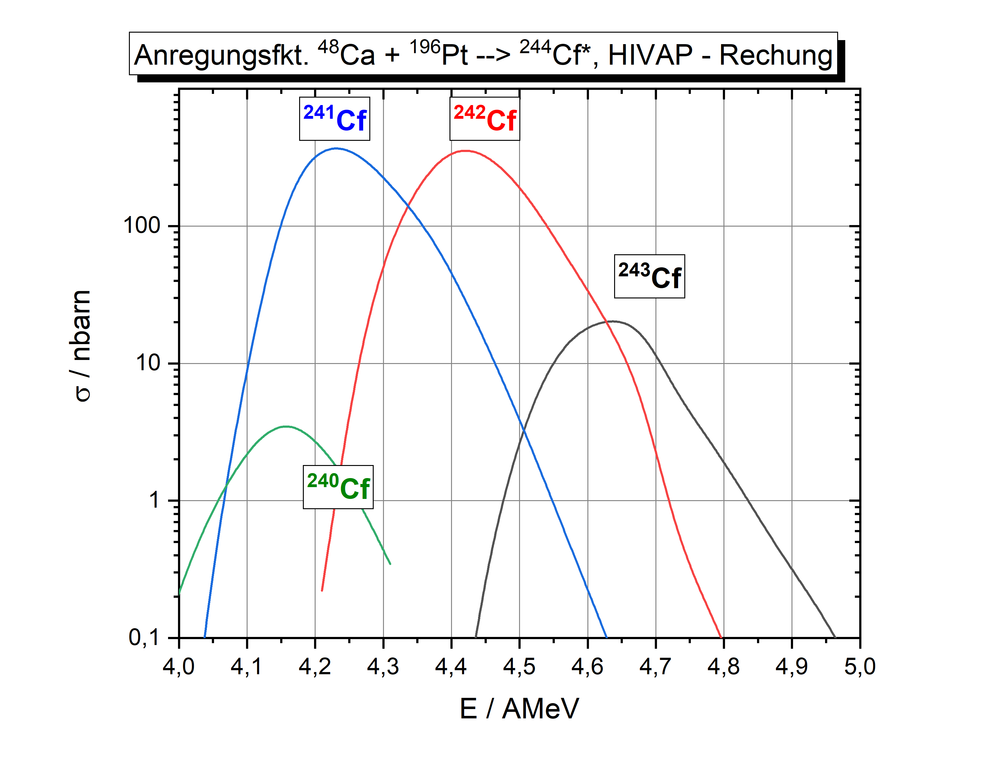 Anregungsfkt. ⁴⁸Ca + ¹⁹⁶Pt --> ²⁴⁴Cf*, HIVAP - Rechung
²⁴¹Cf
²⁴²Cf
²⁴³Cf
²⁴⁰Cf
σ / nbarn
100
10
1
0,1
4,0 4,1 4,2 4,3 4,4 4,5 4,6 4,7 4,8 4,9 5,0
E / AMeV